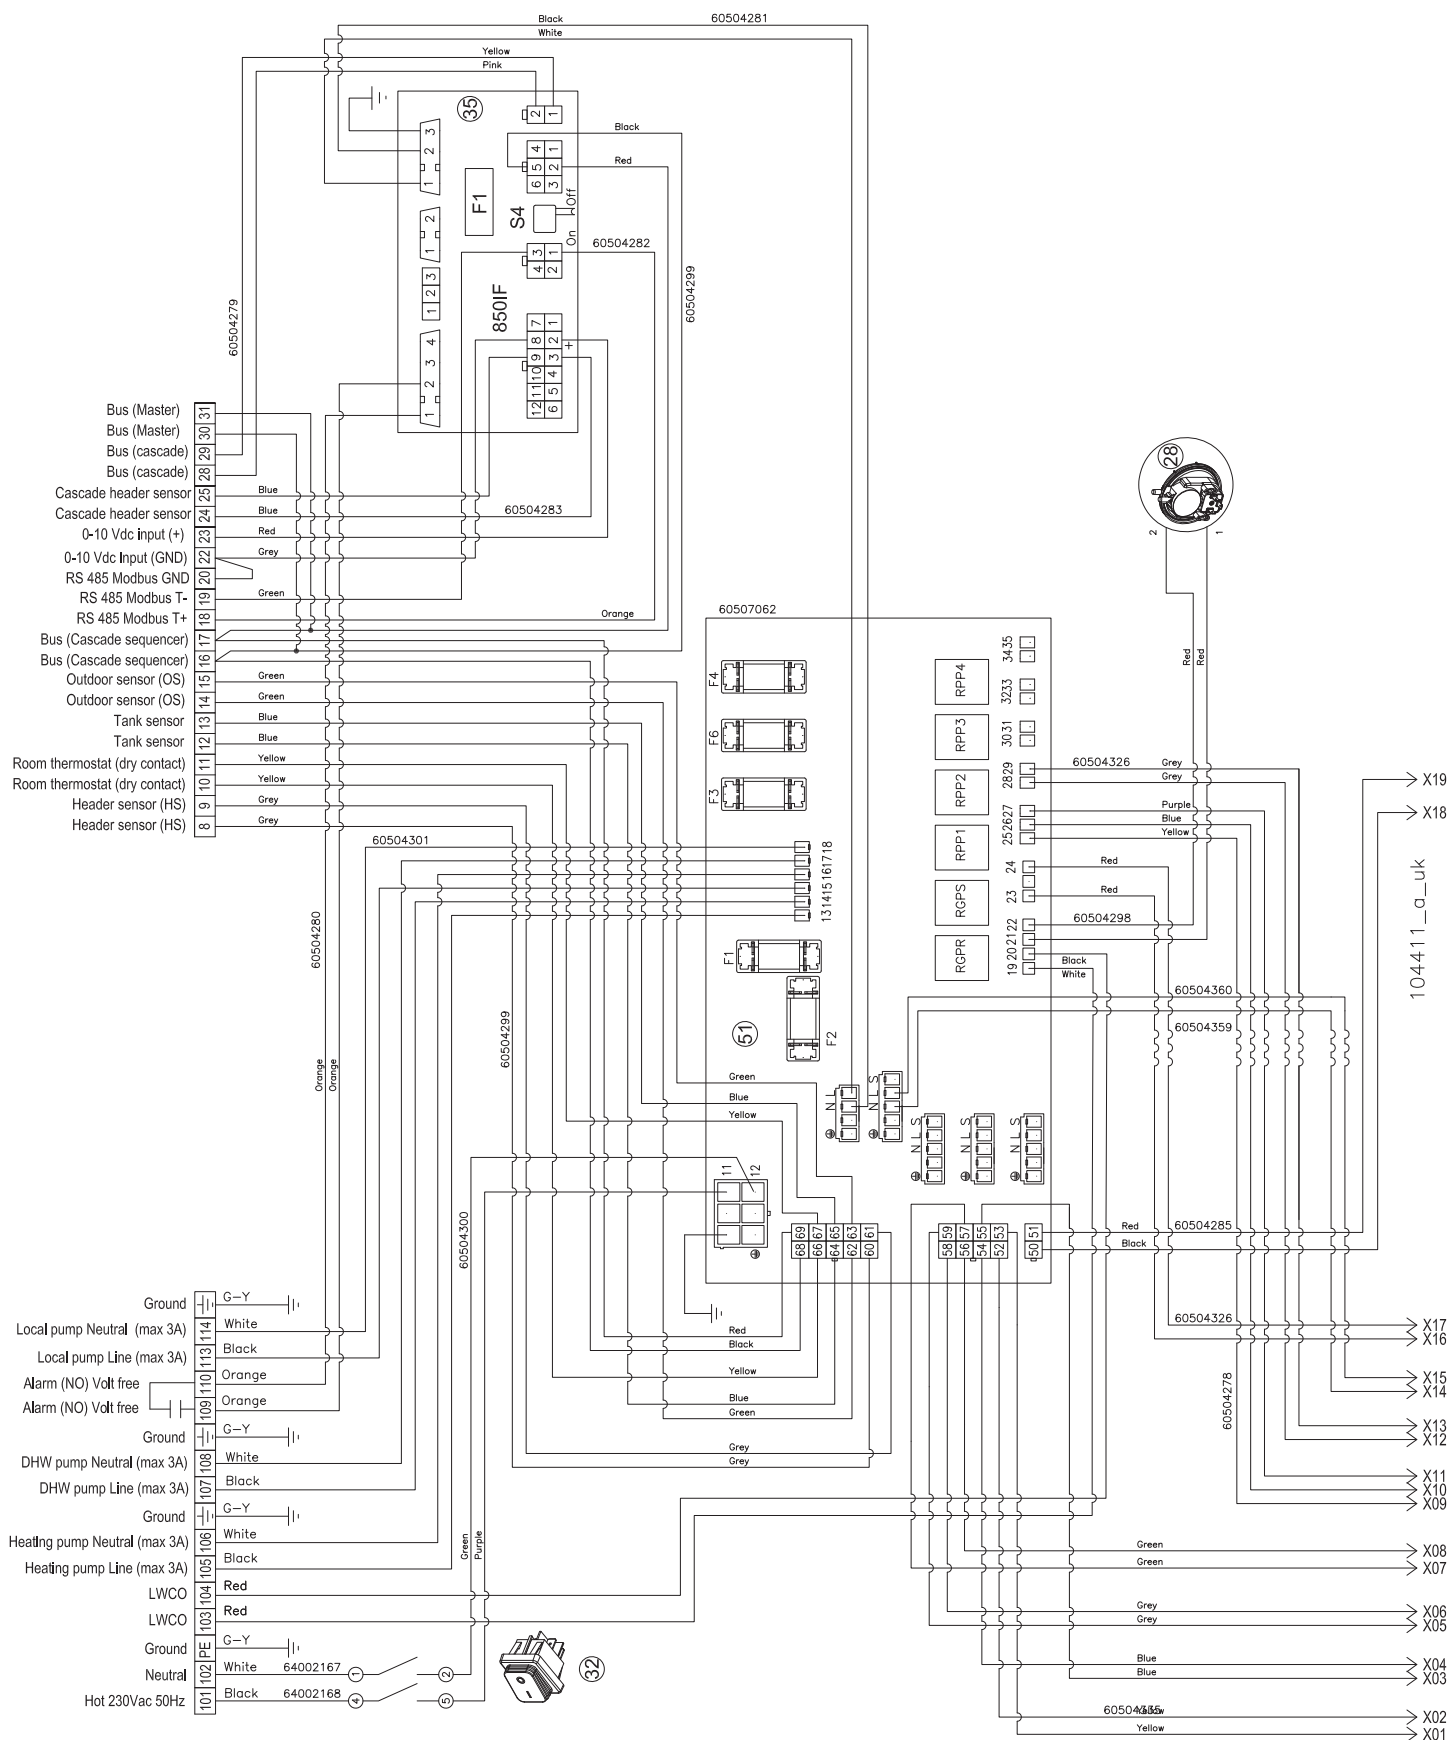 Black 60504281
White
Yellow
Pink
35
2 1
3
2
1
Black
4 1
5 2
6 3
Red
F1
S4
Off
On
2
1
60504282
3 1
4 2
60504299
60504279
3
2
1
850IF
7 1
8 2
9 3
10 4
11 5
12 6
+
4
3
2
1
Bus (Master) 31
Bus (Master) 30
Bus (cascade) 29
Bus (cascade) 28
Cascade header sensor 25 Blue
Cascade header sensor 24 Blue 60504283
0-10 Vdc input (+) 23 Red
0-10 Vdc Input (GND) 22 Grey
RS 485 Modbus GND 20
RS 485 Modbus T- 19 Green
RS 485 Modbus T+ 18 Orange
Bus (Cascade sequencer) 17
Bus (Cascade sequencer) 16
Outdoor sensor (OS) 15 Green
Outdoor sensor (OS) 14 Green
Tank sensor 13 Blue
Tank sensor 12 Blue
Room thermostat (dry contact) 11 Yellow
Room thermostat (dry contact) 10 Yellow
Header sensor (HS) 9 Grey
Header sensor (HS) 8 Grey
28
2
1
Red
Red
60507062
F4
F6
F3
RPP4
RPP3
RPP2
RPP1
RGPS
RGPR
3435
3233
3031
2829
252627
24
23
19 202122
60504326 Grey
Grey
Purple
Blue
Yellow
Red
Red
60504298
Black
White
60504301
131415161718
F1
F2
51
60504280
60504299
Orange
Orange
60504360
60504359
Green
Blue
Yellow
N L
N L S
N L S
N L S
N L S
11
12
60504300
69 67 65 63 61
68 66 64 62 60
59 57 55 53
58 56 54 52
51
50
Red 60504285
Black
X19
X18
104411_a_uk
Red
Black
Yellow
Blue
Green
Grey
Grey
60504326
X17
X16
X15
X14
60504278
X13
X12
X11
X10
X09
Green X08
Green X07
Grey X06
Grey X05
Blue X04
Blue X03
X02
Yellow X01
Ground G-Y
Local pump Neutral (max 3A) 114 White
Local pump Line (max 3A) 113 Black
Alarm (NO) Volt free 110 Orange
Alarm (NO) Volt free 109 Orange
Ground G-Y
DHW pump Neutral (max 3A) 108 White
DHW pump Line (max 3A) 107 Black
Ground G-Y
Heating pump Neutral (max 3A) 106 White
Heating pump Line (max 3A) 105 Black
LWCO 104 Red
LWCO 103 Red
Ground PE G-Y
Neutral 102 White 64002167 1 2
Hot 230Vac 50Hz 101 Black 64002168 4 5
Green
Purple
32